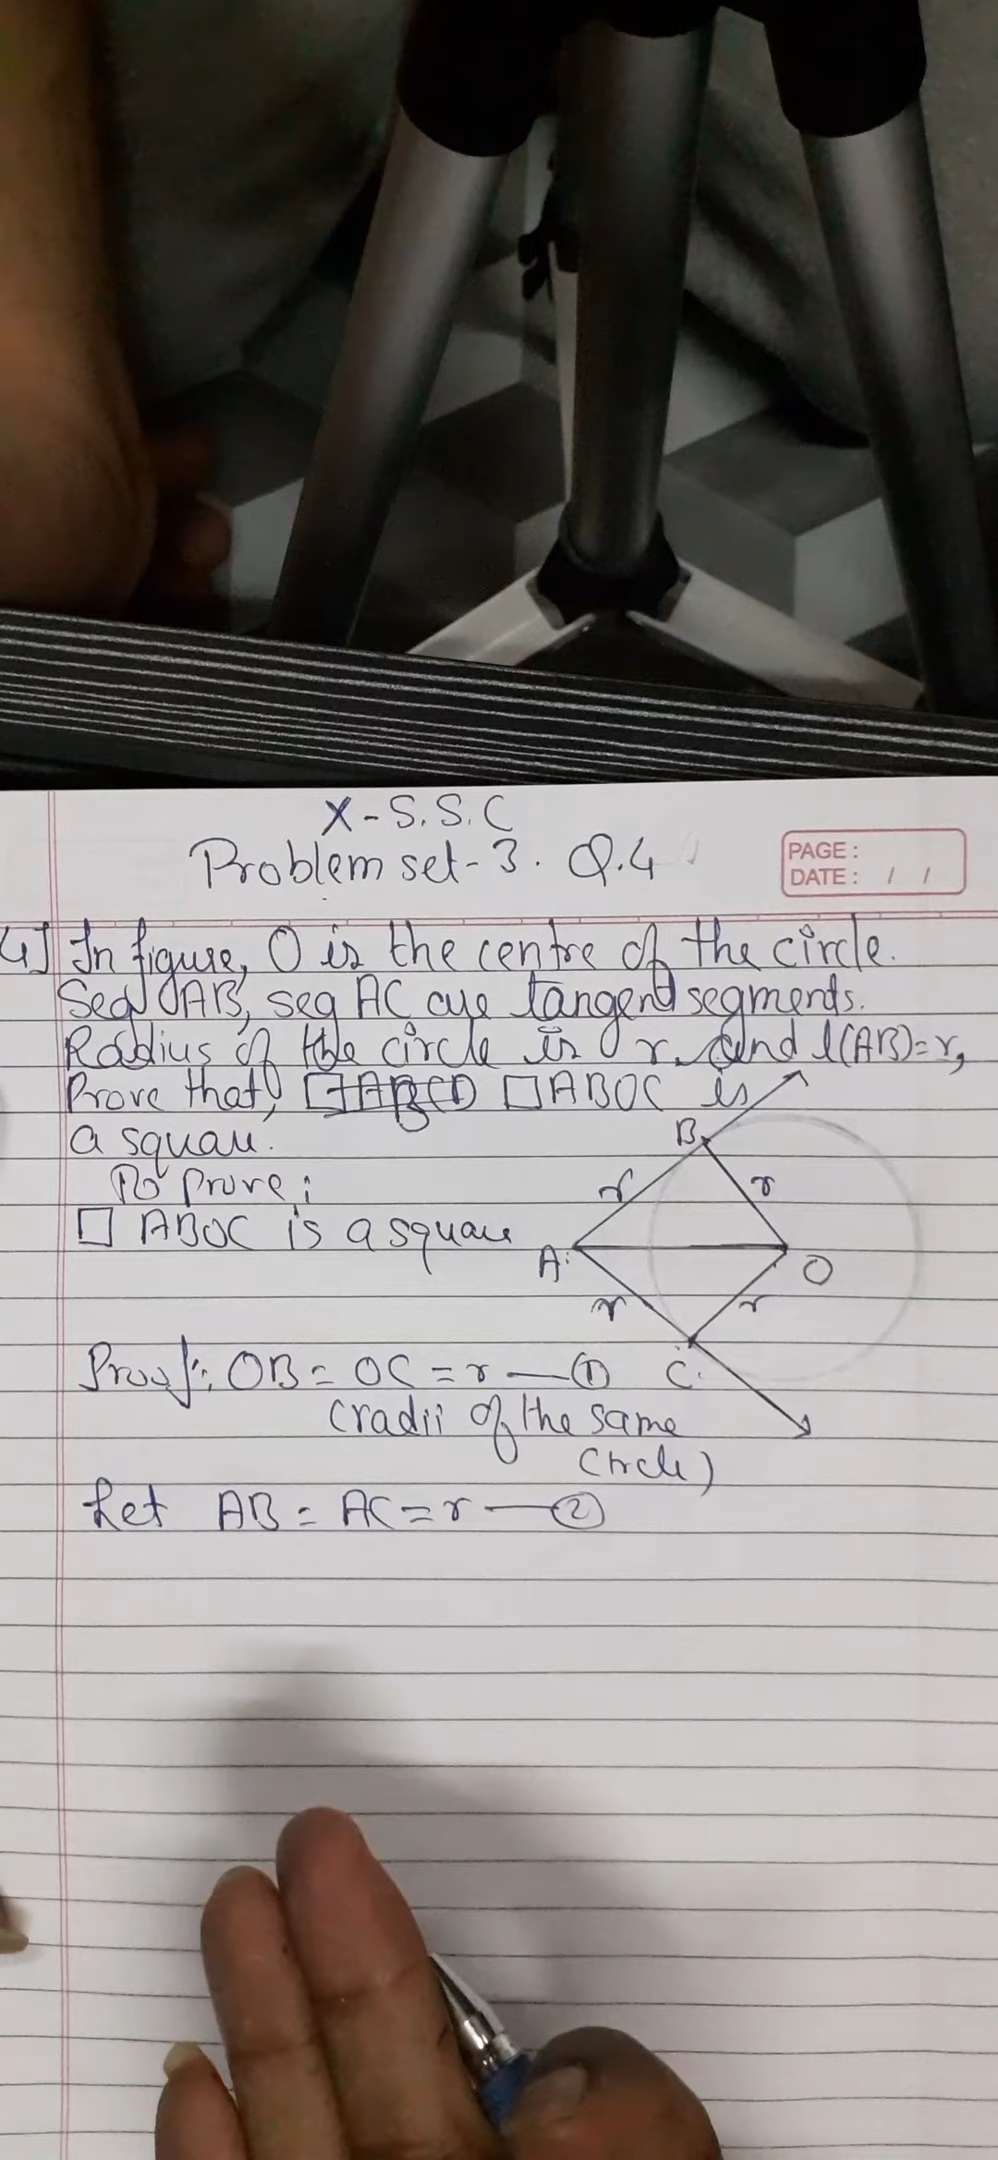 X - S.S.C
Problem set - 3. Q.4
PAGE :
DATE : / /
4] In figure, O is the centre of the circle.
Seg AB, seg AC are tangent segments.
Radius of the circle is r and l(AB)=r,
Prove that, □ABCD □ABOC is
a square.
To prove :
□ ABOC is a square
B
r
r
A
O
r
r
C
Proof : OB = OC = r — ①
(radii of the same
circle)
Let AB = AC = r — ②